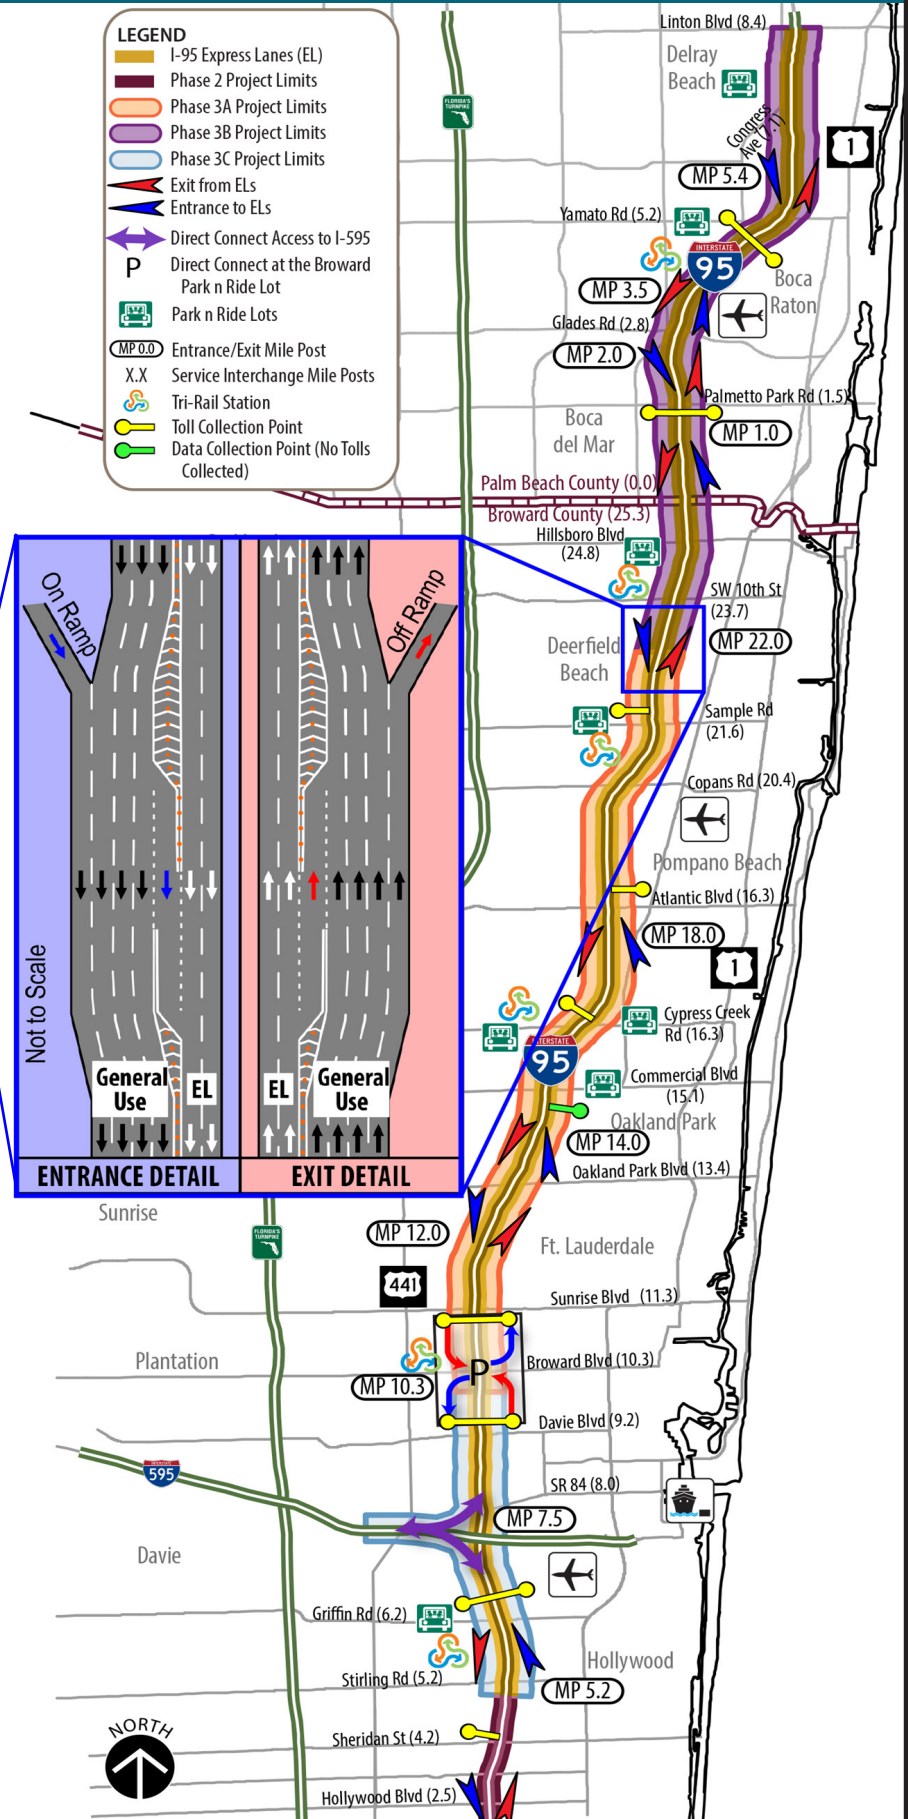 LEGEND
I-95 Express Lanes (EL)
Phase 2 Project Limits
Phase 3A Project Limits
Phase 3B Project Limits
Phase 3C Project Limits
Exit from ELs
Entrance to ELs
Direct Connect Access to I-595
P
Direct Connect at the Broward
Park n Ride Lot
Park n Ride Lots
MP 0.0
Entrance/Exit Mile Post
X.X
Service Interchange Mile Posts
Tri-Rail Station
Toll Collection Point
Data Collection Point (No Tolls
Collected)
FLORIDA'S
TURNPIKE
Linton Blvd (8.4)
Delray
Beach
Congress
Ave (7.1)
1
MP 5.4
Yamato Rd (5.2)
INTERSTATE
95
Boca
Raton
MP 3.5
Glades Rd (2.8)
MP 2.0
Palmetto Park Rd (1.5)
Boca
del Mar
MP 1.0
Palm Beach County (0.0)
Broward County (25.3)
Hillsboro Blvd
(24.8)
SW 10th St
(23.7)
MP 22.0
Deerfield
Beach
Sample Rd
(21.6)
Copans Rd (20.4)
Pompano Beach
Atlantic Blvd (16.3)
MP 18.0
1
Cypress Creek
Rd (16.3)
INTERSTATE
95
Commercial Blvd
(15.1)
Oakland Park
MP 14.0
Oakland Park Blvd (13.4)
On Ramp
Off Ramp
Not to Scale
General
Use
EL
EL
General
Use
ENTRANCE DETAIL
EXIT DETAIL
Sunrise
FLORIDA'S
TURNPIKE
MP 12.0
Ft. Lauderdale
441
Sunrise Blvd (11.3)
Plantation
P
Broward Blvd (10.3)
MP 10.3
Davie Blvd (9.2)
INTERSTATE
595
SR 84 (8.0)
MP 7.5
Davie
Griffin Rd (6.2)
Hollywood
Stirling Rd (5.2)
MP 5.2
NORTH
Sheridan St (4.2)
Hollywood Blvd (2.5)